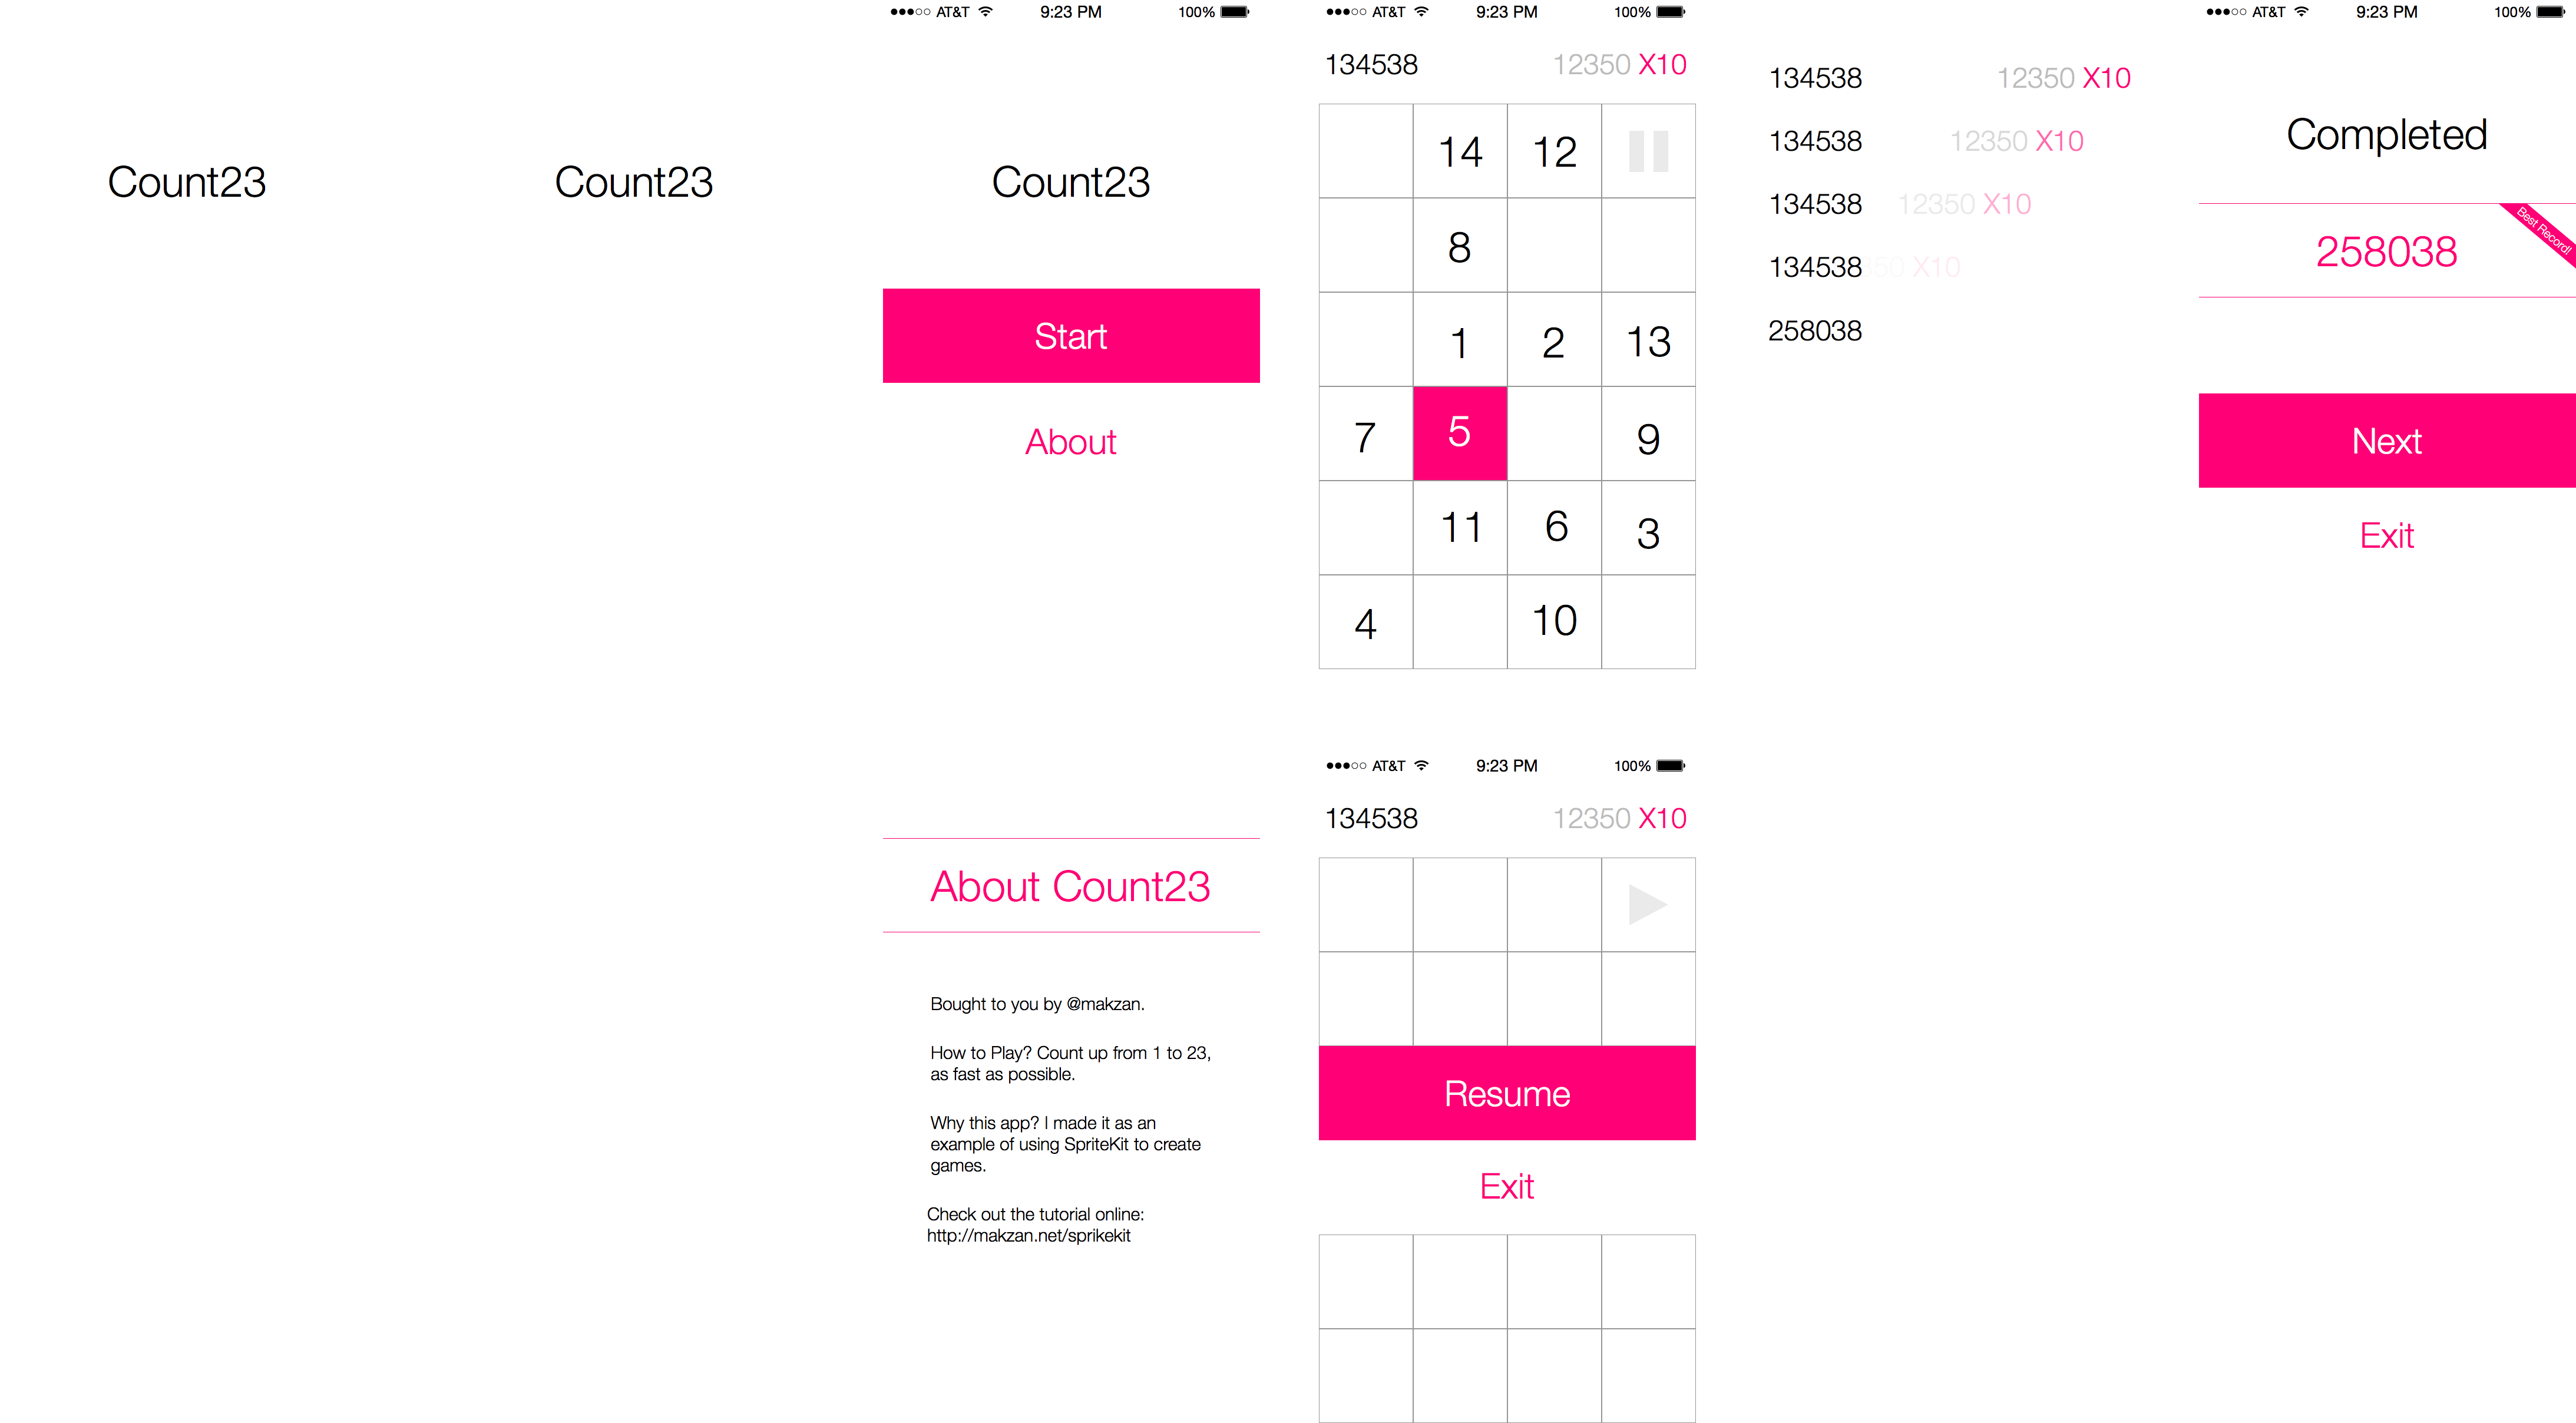 Count23
Count23
AT&T 9:23 PM 100%
Count23
Start
About
About Count23
Bought to you by @makzan.
How to Play? Count up from 1 to 23,
as fast as possible.
Why this app? I made it as an
example of using SpriteKit to create
games.
Check out the tutorial online:
http://makzan.net/sprikekit
AT&T 9:23 PM 100%
134538 12350 X10
14 12
8
1 2 13
7 5 9
11 6 3
4 10
AT&T 9:23 PM 100%
134538 12350 X10
Resume
Exit
134538 12350 X10
134538 12350 X10
134538 12350 X10
134538 350 X10
258038
AT&T 9:23 PM 100%
Completed
258038
Best Record!
Next
Exit